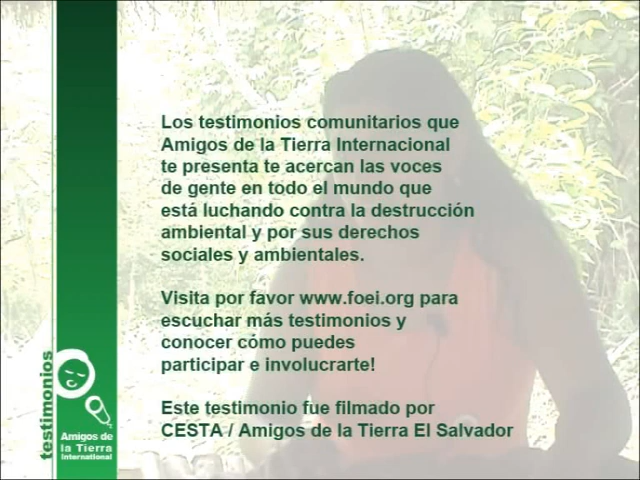 Los testimonios comunitarios que
Amigos de la Tierra Internacional
te presenta te acercan las voces
de gente en todo el mundo que
está luchando contra la destrucción
ambiental y por sus derechos
sociales y ambientales.
Visita por favor www.foei.org para
escuchar más testimonios y
conocer cómo puedes
participar e involucrarte!
Este testimonio fue filmado por
CESTA / Amigos de la Tierra El Salvador
testimonios
Amigos de
la Tierra
International